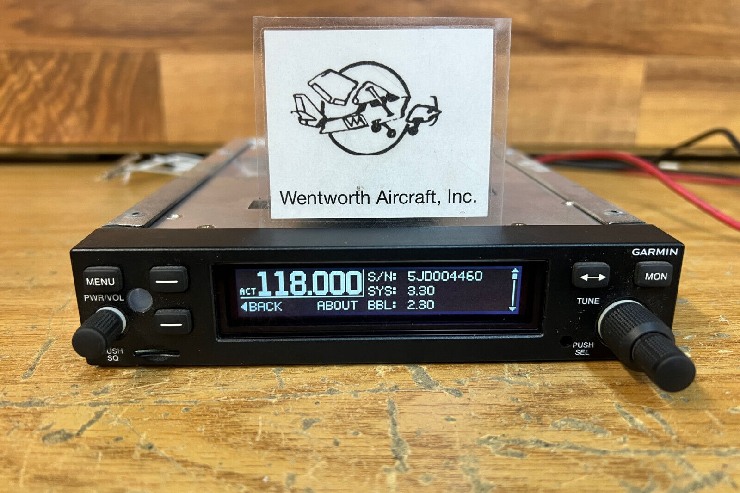 Wentworth Aircraft, Inc.
GARMIN
MENU
MON
PWR/VOL
TUNE
ACT 118.000 S/N: 5JD004460
SYS: 3.30
BACK ABOUT BBL: 2.30
PUSH
SEL
SQ